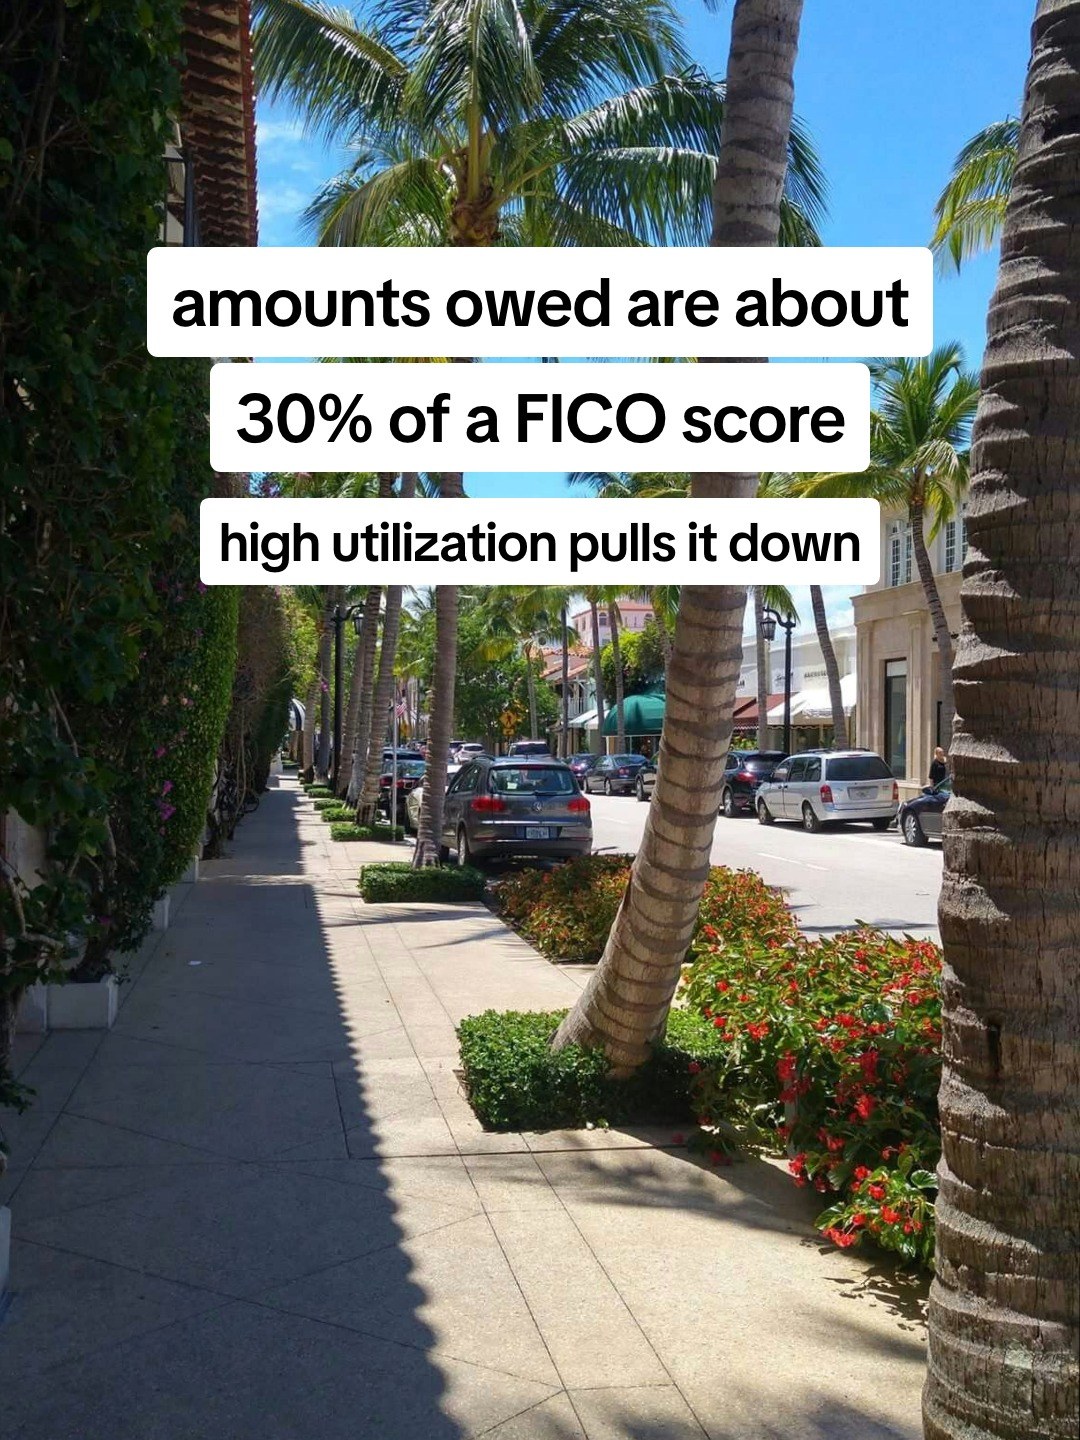 amounts owed are about
30% of a FICO score
high utilization pulls it down